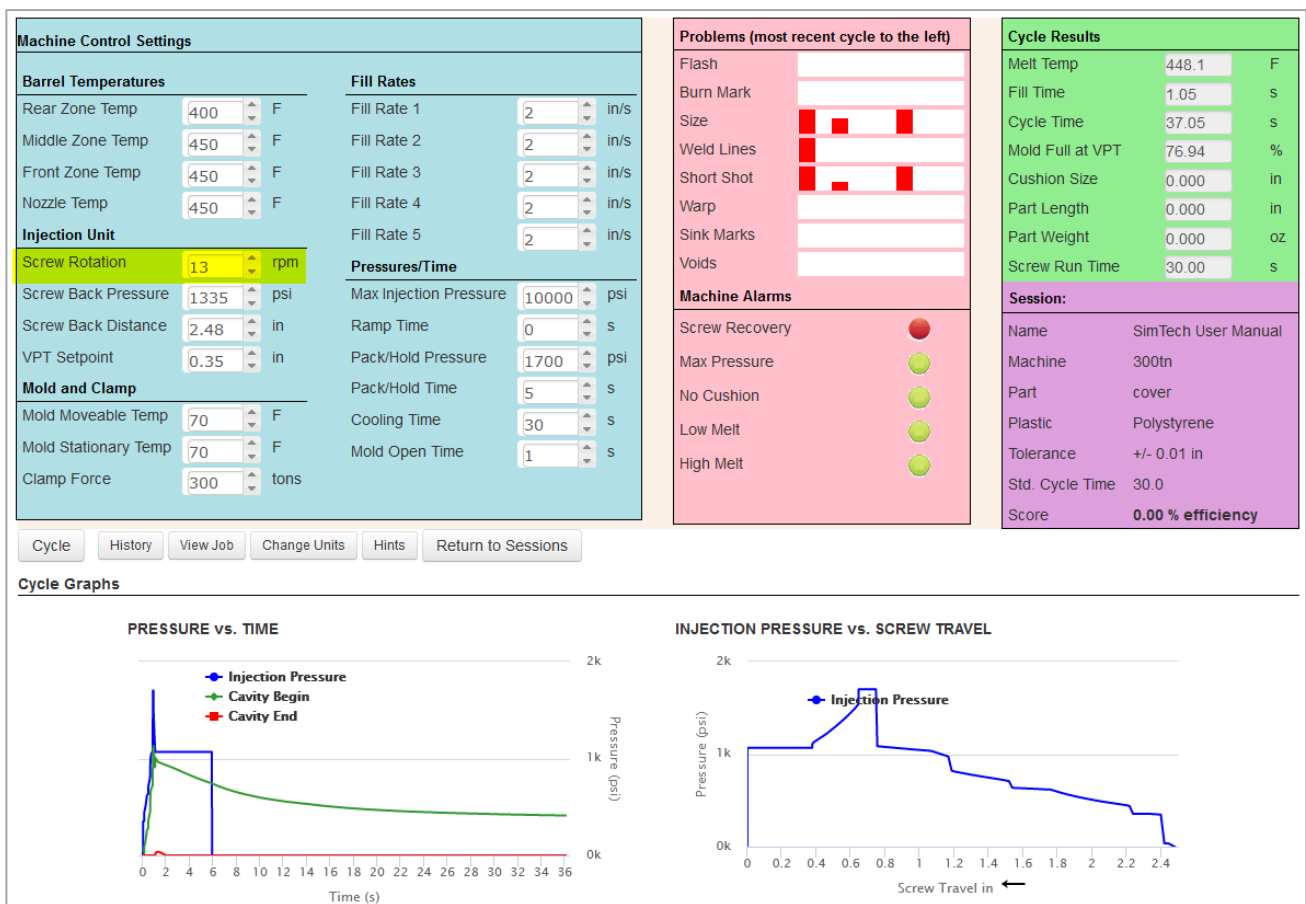 Machine Control Settings
Barrel Temperatures
Rear Zone Temp 400 F
Middle Zone Temp 450 F
Front Zone Temp 450 F
Nozzle Temp 450 F
Injection Unit
Screw Rotation 13 rpm
Screw Back Pressure 1335 psi
Screw Back Distance 2.48 in
VPT Setpoint 0.35 in
Mold and Clamp
Mold Moveable Temp 70 F
Mold Stationary Temp 70 F
Clamp Force 300 tons
Fill Rates
Fill Rate 1 2 in/s
Fill Rate 2 2 in/s
Fill Rate 3 2 in/s
Fill Rate 4 2 in/s
Fill Rate 5 2 in/s
Pressures/Time
Max Injection Pressure 10000 psi
Ramp Time 0 s
Pack/Hold Pressure 1700 psi
Pack/Hold Time 5 s
Cooling Time 30 s
Mold Open Time 1 s
Problems (most recent cycle to the left)
Flash
Burn Mark
Size
Weld Lines
Short Shot
Warp
Sink Marks
Voids
Machine Alarms
Screw Recovery
Max Pressure
No Cushion
Low Melt
High Melt
Cycle Results
Melt Temp 448.1 F
Fill Time 1.05 s
Cycle Time 37.05 s
Mold Full at VPT 76.94 %
Cushion Size 0.000 in
Part Length 0.000 in
Part Weight 0.000 oz
Screw Run Time 30.00 s
Session:
Name SimTech User Manual
Machine 300tn
Part cover
Plastic Polystyrene
Tolerance +/- 0.01 in
Std. Cycle Time 30.0
Score 0.00 % efficiency
Cycle History View Job Change Units Hints Return to Sessions
Cycle Graphs
PRESSURE vs. TIME
Injection Pressure
Cavity Begin
Cavity End
2k
1k
0k
Pressure (psi)
0 2 4 6 8 10 12 14 16 18 20 22 24 26 28 30 32 34 36
Time (s)
INJECTION PRESSURE vs. SCREW TRAVEL
Injection Pressure
2k
1k
0k
Pressure (psi)
0 0.2 0.4 0.6 0.8 1 1.2 1.4 1.6 1.8 2 2.2 2.4
Screw Travel in ←